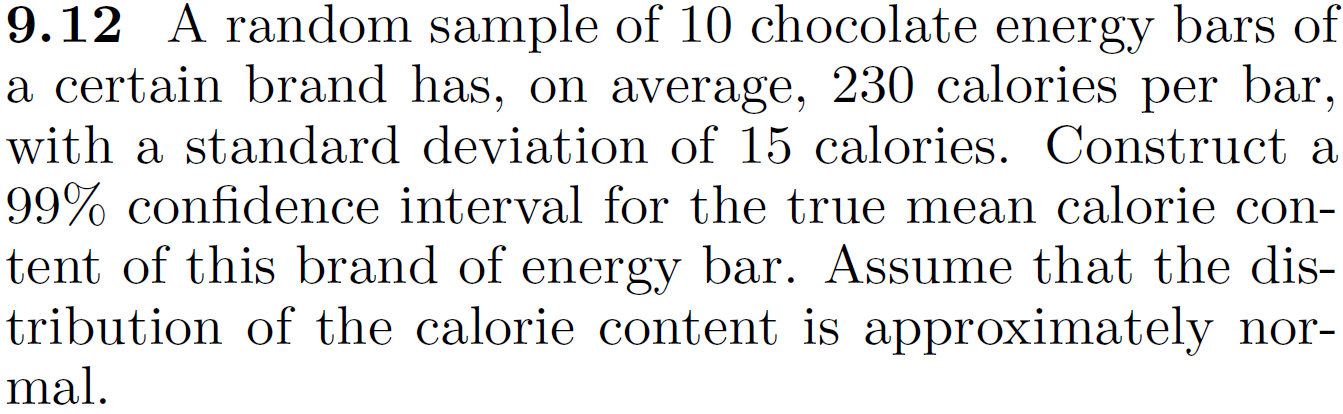 9.12 A random sample of 10 chocolate energy bars of
a certain brand has, on average, 230 calories per bar,
with a standard deviation of 15 calories. Construct a
99% confidence interval for the true mean calorie con-
tent of this brand of energy bar. Assume that the dis-
tribution of the calorie content is approximately nor-
mal.